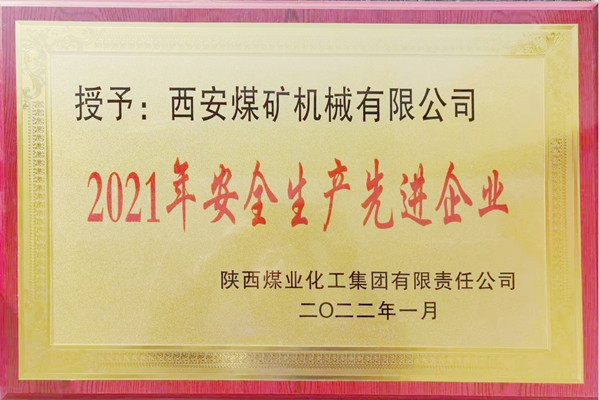 授予：西安煤矿机械有限公司
2021年安全生产先进企业
陕西煤业化工集团有限责任公司
二〇二二年一月